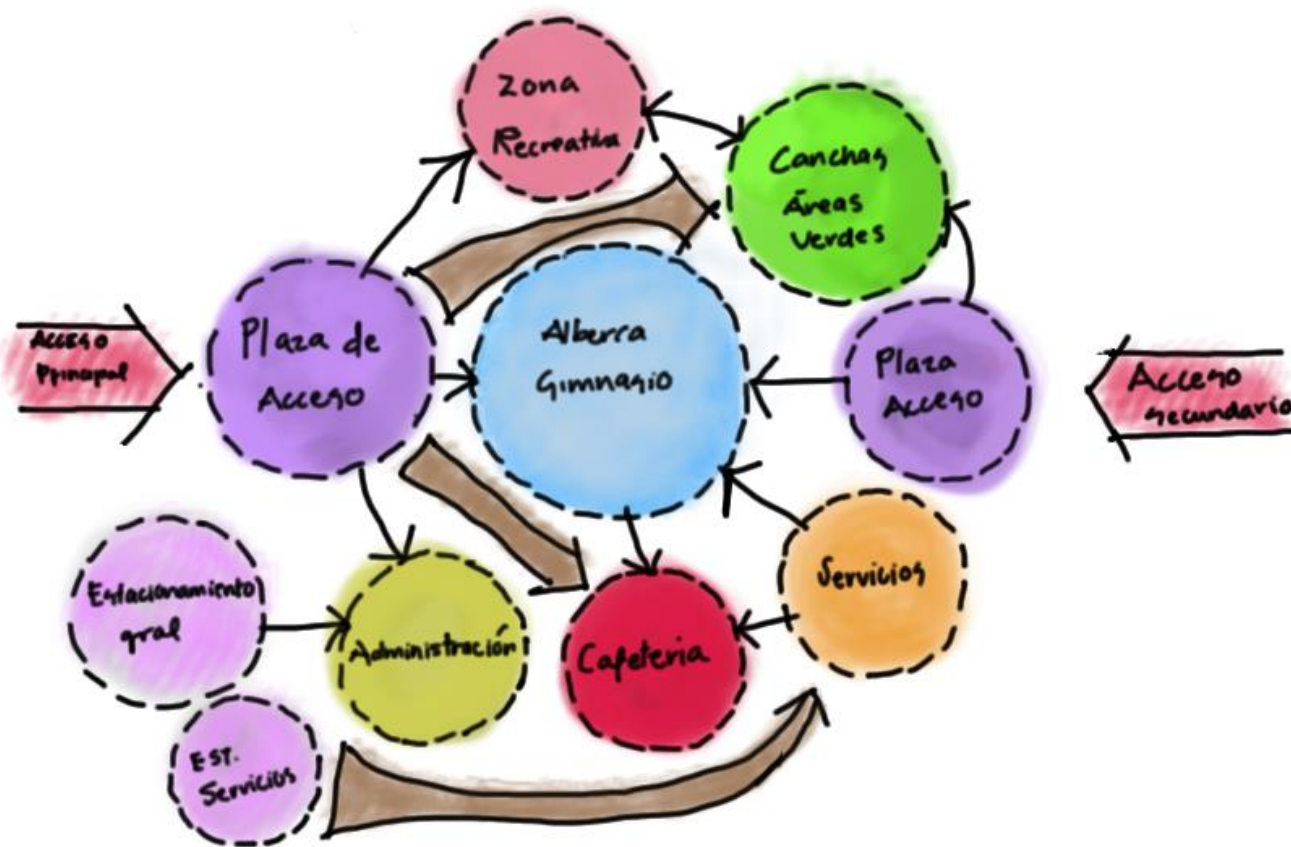 Zona
Recreativa
Canchas
Áreas
Verdes
Acceso
Principal
Plaza de
Acceso
Alberca
Gimnasio
Plaza
Acceso
Acceso
secundario
Estacionamiento
gral
Administración
Cafeteria
Servicios
EST.
Servicios